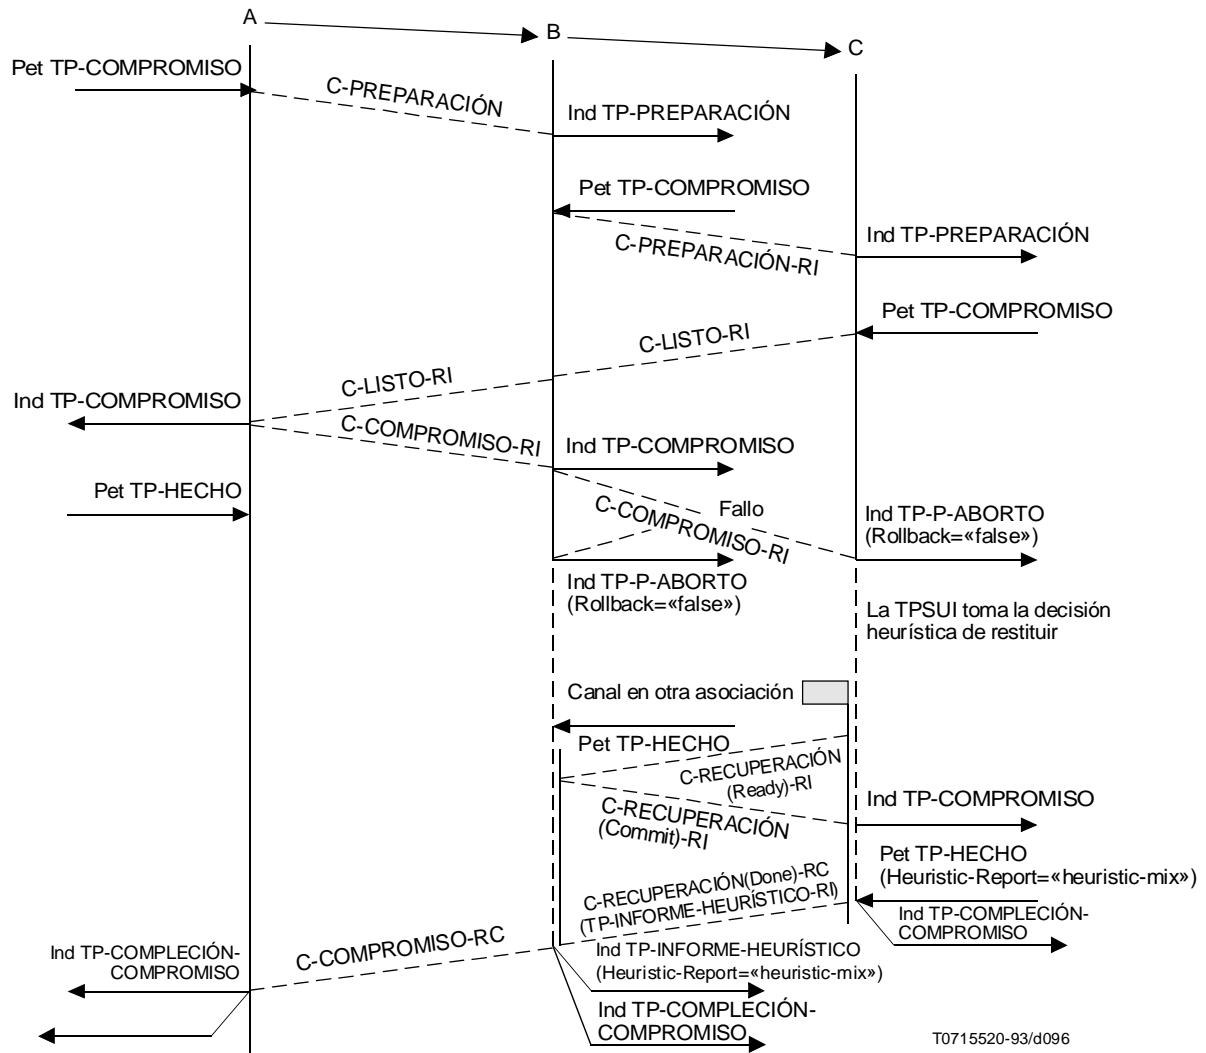 A
B
C
Pet TP-COMPROMISO
C-PREPARACIÓN
Ind TP-PREPARACIÓN
Pet TP-COMPROMISO
C-PREPARACIÓN-RI
Ind TP-PREPARACIÓN
Pet TP-COMPROMISO
C-LISTO-RI
C-LISTO-RI
Ind TP-COMPROMISO
C-COMPROMISO-RI
Ind TP-COMPROMISO
Pet TP-HECHO
Fallo
C-COMPROMISO-RI
Ind TP-P-ABORTO
(Rollback=«false»)
Ind TP-P-ABORTO
(Rollback=«false»)
La TPSUI toma la decisión
heurística de restituir
Canal en otra asociación
Pet TP-HECHO
C-RECUPERACIÓN
(Ready)-RI
C-RECUPERACIÓN
(Commit)-RI
Ind TP-COMPROMISO
Pet TP-HECHO
(Heuristic-Report=«heuristic-mix»)
C-RECUPERACIÓN(Done)-RC
(TP-INFORME-HEURÍSTICO-RI)
Ind TP-COMPLECIÓN-
COMPROMISO
C-COMPROMISO-RC
Ind TP-COMPLECIÓN-
COMPROMISO
Ind TP-INFORME-HEURÍSTICO
(Heuristic-Report=«heuristic-mix»)
Ind TP-COMPLECIÓN-
COMPROMISO
T0715520-93/d096